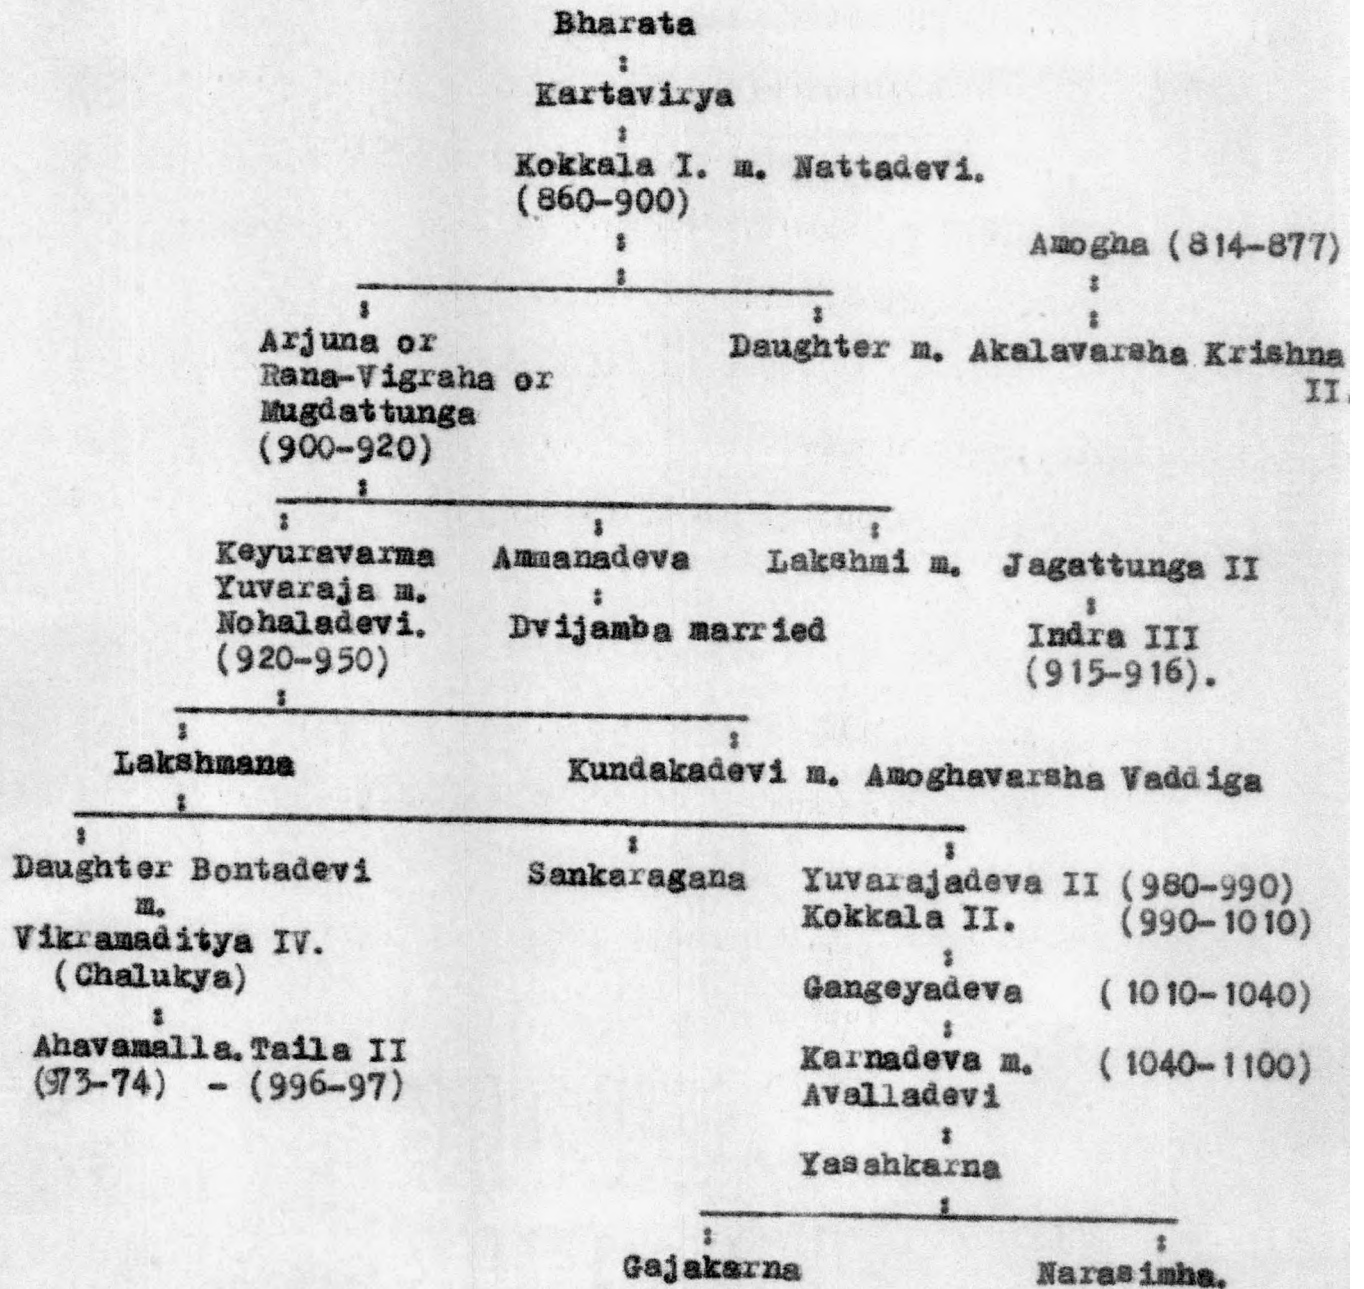 Bharata
:
Kartavirya
:
Kokkala I. m. Nattadevi.
(860-900)
:
Amogha (814-877)
: :
: : :
Arjuna or
Daughter m. Akalavarsha Krishna
Rana-Vigraha or
II.
Mugdattunga
(900-920)
:
: : :
Keyuravarma Ammanadeva Lakshmi m. Jagattunga II
Yuvaraja m. : :
Nohaladevi. Dvijamba married Indra III
(920-950) (915-916).
:
: :
Lakshmana Kundakadevi m. Amoghavarsha Vaddiga
:
: : :
Daughter Bontadevi Sankaragana Yuvarajadeva II (980-990)
m. Kokkala II. (990-1010)
Vikramaditya IV. :
(Chalukya) Gangeyadeva (1010-1040)
: :
Ahavamalla.Taila II Karnadeva m. (1040-1100)
(973-74) - (996-97) Avalladevi
:
Yasahkarna
:
: :
Gajakarna Narasimha.